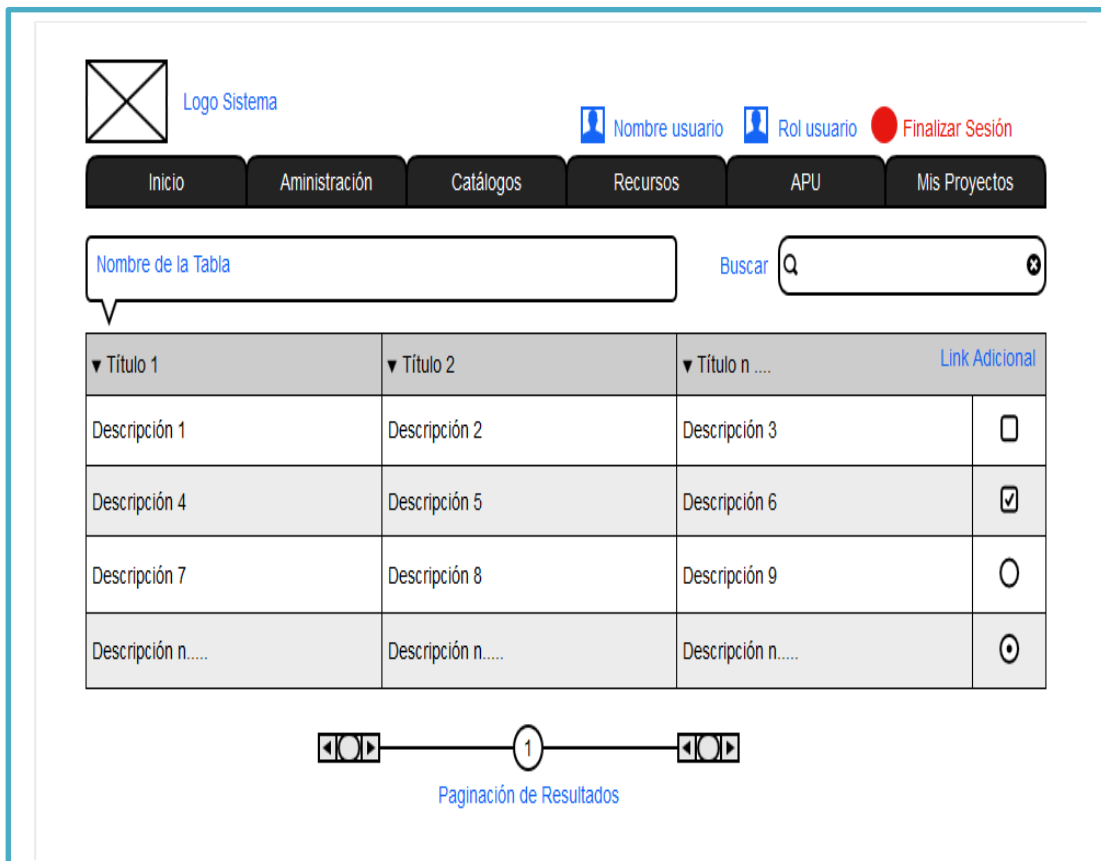 Logo Sistema
Nombre usuario Rol usuario Finalizar Sesión
Inicio Aministración Catálogos Recursos APU Mis Proyectos
Nombre de la Tabla Buscar
Título 1 Título 2 Título n .... Link Adicional
Descripción 1 Descripción 2 Descripción 3
Descripción 4 Descripción 5 Descripción 6
Descripción 7 Descripción 8 Descripción 9
Descripción n..... Descripción n..... Descripción n.....
1
Paginación de Resultados